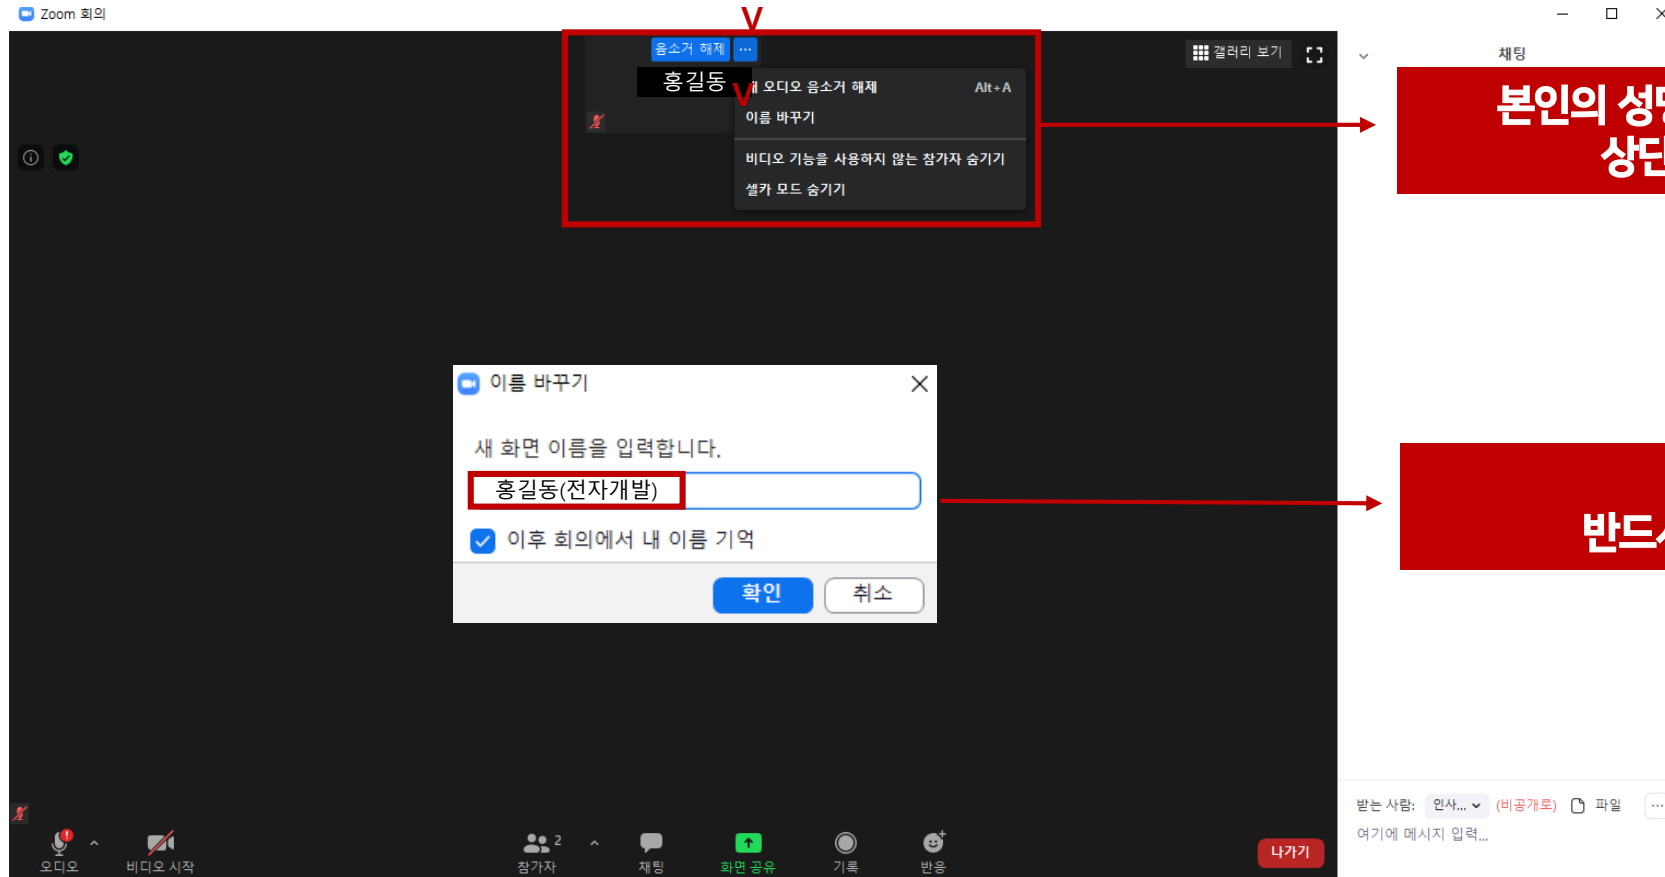 Zoom 회의
V
음소거 해제 ...
갤러리 보기
채팅
홍길동
V 오디오 음소거 해제 Alt+A
이름 바꾸기
비디오 기능을 사용하지 않는 참가자 숨기기
셀카 모드 숨기기
본인의
상단
이름 바꾸기
새 화면 이름을 입력합니다.
홍길동(전자개발)
이후 회의에서 내 이름 기억
확인
취소
반드
받는 사람: 인사... (비공개로) 파일 ...
여기에 메시지 입력...
오디오
비디오 시작
2
참가자
채팅
화면 공유
기록
반응
나가기